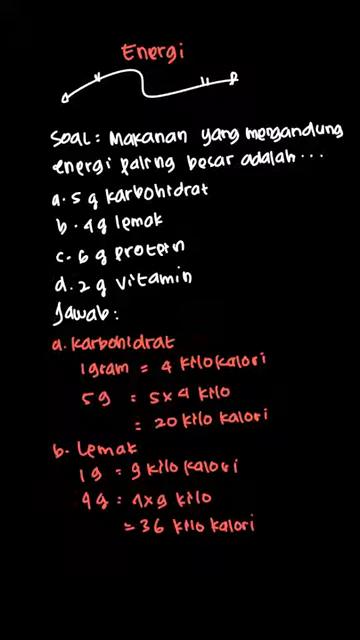 Energi
Soal: Makanan yang mengandung
energi paling besar adalah...
a. 5 g karbohidrat
b. 4 g lemak
c. 6 g protein
d. 2 g vitamin
Jawab:
a. karbohidrat
1 gram = 4 kilo kalori
5 g = 5 x 4 kilo
= 20 kilo kalori
b. Lemak
1 g = 9 kilo kalori
4 g = 4 x 9 kilo
= 36 kilo kalori